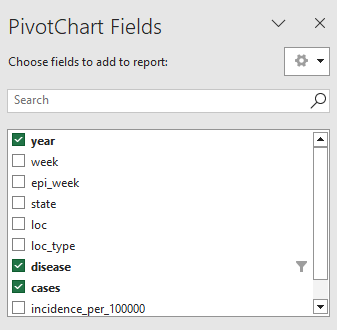 PivotChart Fields
Choose fields to add to report:
Search
year
week
epi_week
state
loc
loc_type
disease
cases
incidence_per_100000